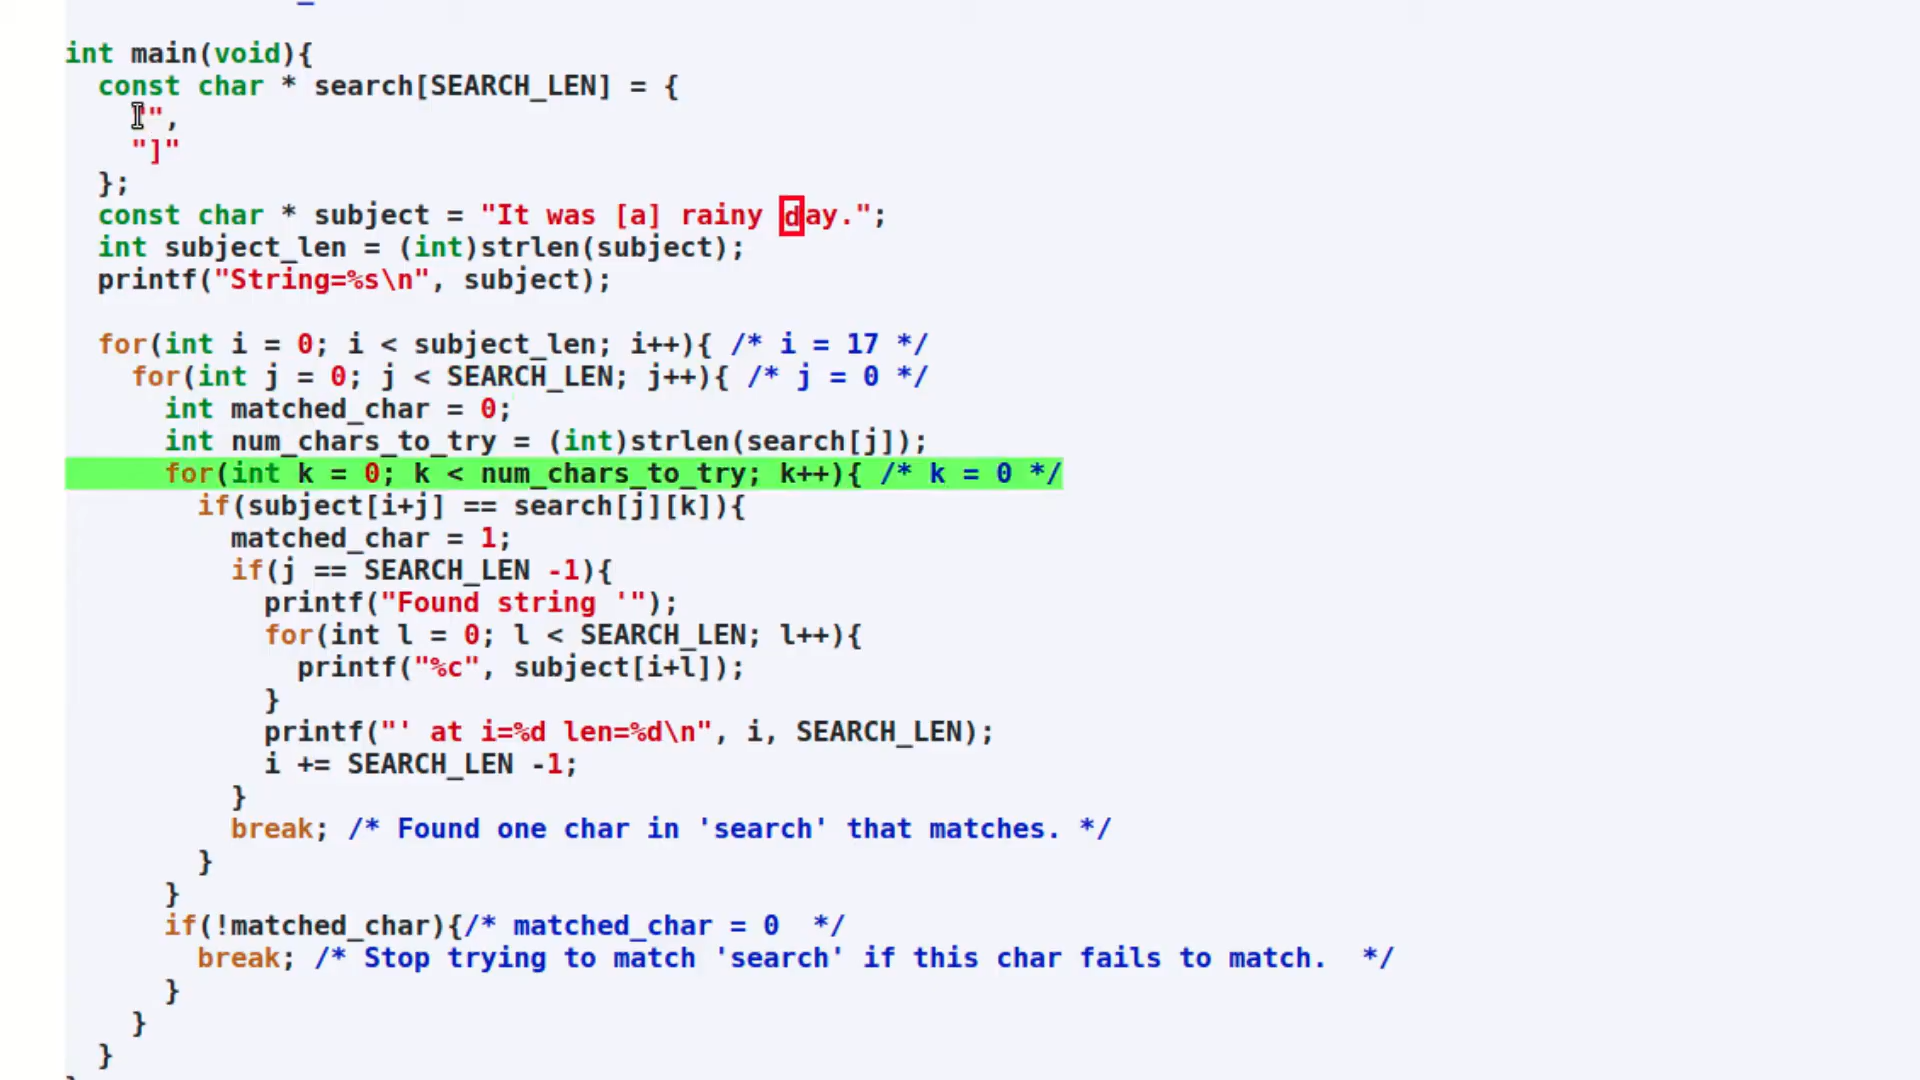 int main(void){
const char * search[SEARCH_LEN] = {
"",
"]"
};
const char * subject = "It was [a] rainy day.";
int subject_len = (int)strlen(subject);
printf("String=%s\n", subject);
for(int i = 0; i < subject_len; i++){ /* i = 17 */
for(int j = 0; j < SEARCH_LEN; j++){ /* j = 0 */
int matched_char = 0;
int num_chars_to_try = (int)strlen(search[j]);
for(int k = 0; k < num_chars_to_try; k++){ /* k = 0 */
if(subject[i+j] == search[j][k]){
matched_char = 1;
if(j == SEARCH_LEN -1){
printf("Found string '");
for(int l = 0; l < SEARCH_LEN; l++){
printf("%c", subject[i+l]);
}
printf("' at i=%d len=%d\n", i, SEARCH_LEN);
i += SEARCH_LEN -1;
}
break; /* Found one char in 'search' that matches. */
}
}
if(!matched_char){/* matched_char = 0  */
break; /* Stop trying to match 'search' if this char fails to match.  */
}
}
}